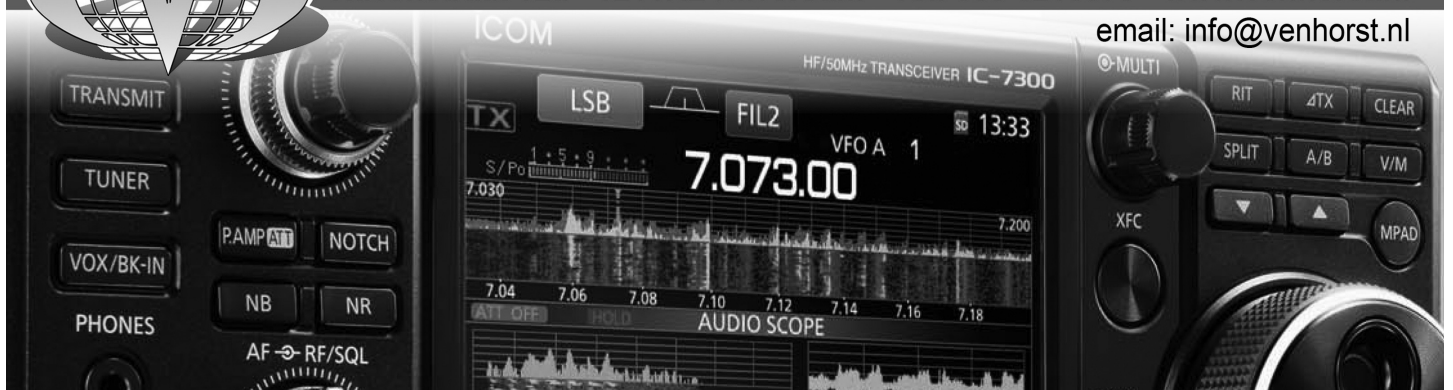 email: info@venhorst.nl
ICOM
HF/50MHz TRANSCEIVER IC-7300
MULTI
TRANSMIT
TUNER
VOX/BK-IN
PHONES
P.AMP ATT
NOTCH
NB
NR
AF RF/SQL
TX
LSB
FIL2
SD 13:33
VFO A 1
S/Po 1 5 9
7.073.00
7.030
7.200
7.04 7.06 7.08 7.10 7.12 7.14 7.16 7.18
ATT OFF
HOLD
AUDIO SCOPE
RIT
ΔTX
CLEAR
SPLIT
A/B
V/M
XFC
▼
▲
MPAD